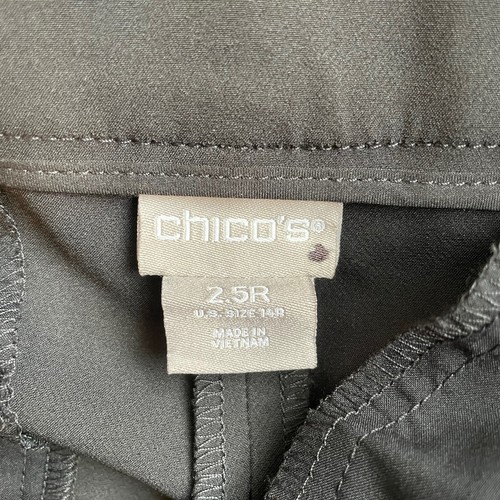 chico's®
2.5R
U.S. SIZE 14R
MADE IN
VIETNAM